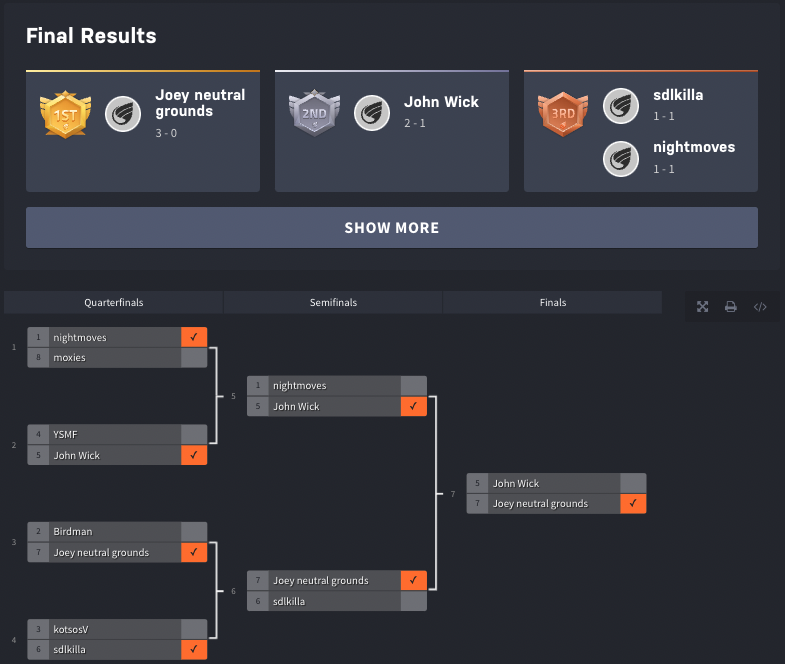 Final Results
1ST
Joey neutral
grounds
3 - 0
2ND
John Wick
2 - 1
3RD
sdlkilla
1 - 1
nightmoves
1 - 1
SHOW MORE
Quarterfinals
Semifinals
Finals
1
1 nightmoves ✓
8 moxies
2
4 YSMF
5 John Wick ✓
3
2 Birdman
7 Joey neutral grounds ✓
4
3 kotsosV
6 sdlkilla ✓
5
1 nightmoves
5 John Wick ✓
6
7 Joey neutral grounds ✓
6 sdlkilla
7
5 John Wick
7 Joey neutral grounds ✓